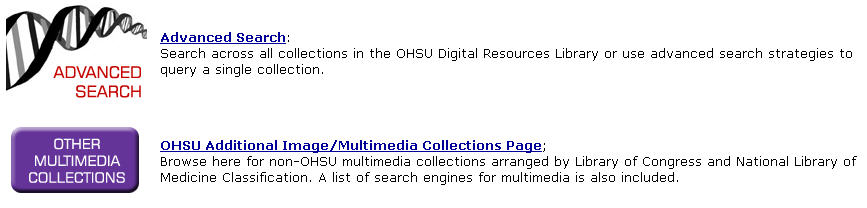 ADVANCED
SEARCH
Advanced Search:
Search across all collections in the OHSU Digital Resources Library or use advanced search strategies to
query a single collection.
OTHER
MULTIMEDIA
COLLECTIONS
OHSU Additional Image/Multimedia Collections Page;
Browse here for non-OHSU multimedia collections arranged by Library of Congress and National Library of
Medicine Classification. A list of search engines for multimedia is also included.